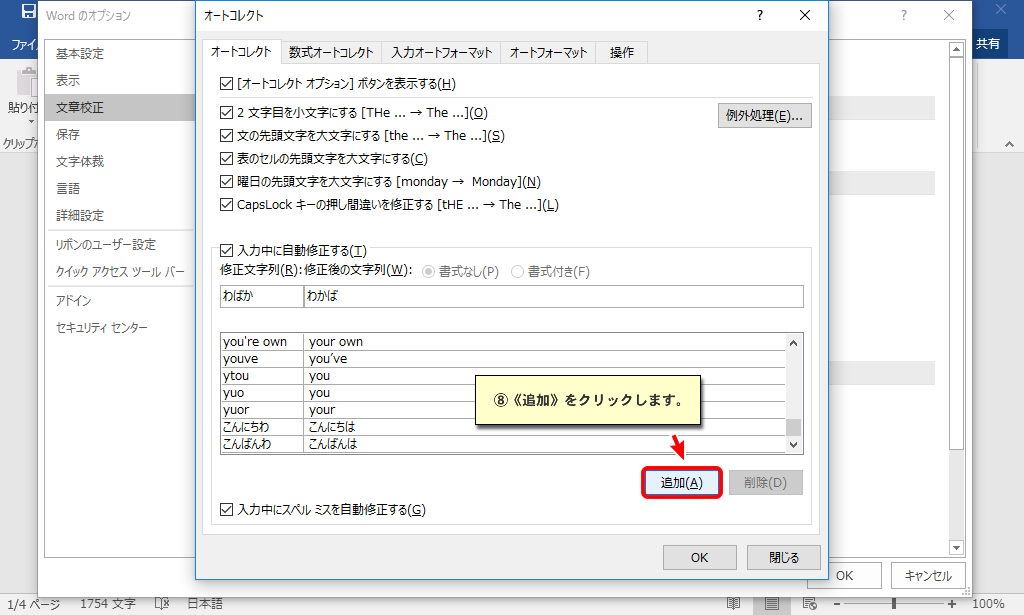 Word のオプション
オートコレクト
ファイ
共有
貼り付
クリップ
基本設定
表示
文章校正
保存
文字体裁
言語
詳細設定
リボンのユーザー設定
クイック アクセス ツール バー
アドイン
セキュリティ センター
オートコレクト 数式オートコレクト 入力オートフォーマット オートフォーマット 操作
[オートコレクト オプション] ボタンを表示する(H)
2 文字目を小文字にする [THe ... → The ...](O)
例外処理(E)...
文の先頭文字を大文字にする [the ... → The ...](S)
表のセルの先頭文字を大文字にする(C)
曜日の先頭文字を大文字にする [monday → Monday](N)
CapsLock キーの押し間違いを修正する [tHE ... → The ...](L)
入力中に自動修正する(T)
修正文字列(R): 修正後の文字列(W): 書式なし(P) 書式付き(F)
わばか わかば
you're own your own
youve you've
ytou you
yuo you
yuor your
こんにちわ こんにちは
こんばんわ こんばんは
⑧《追加》をクリックします。
追加(A) 削除(D)
入力中にスペル ミスを自動修正する(G)
OK 閉じる
OK キャンセル
1/4 ページ 1754 文字 日本語 100%